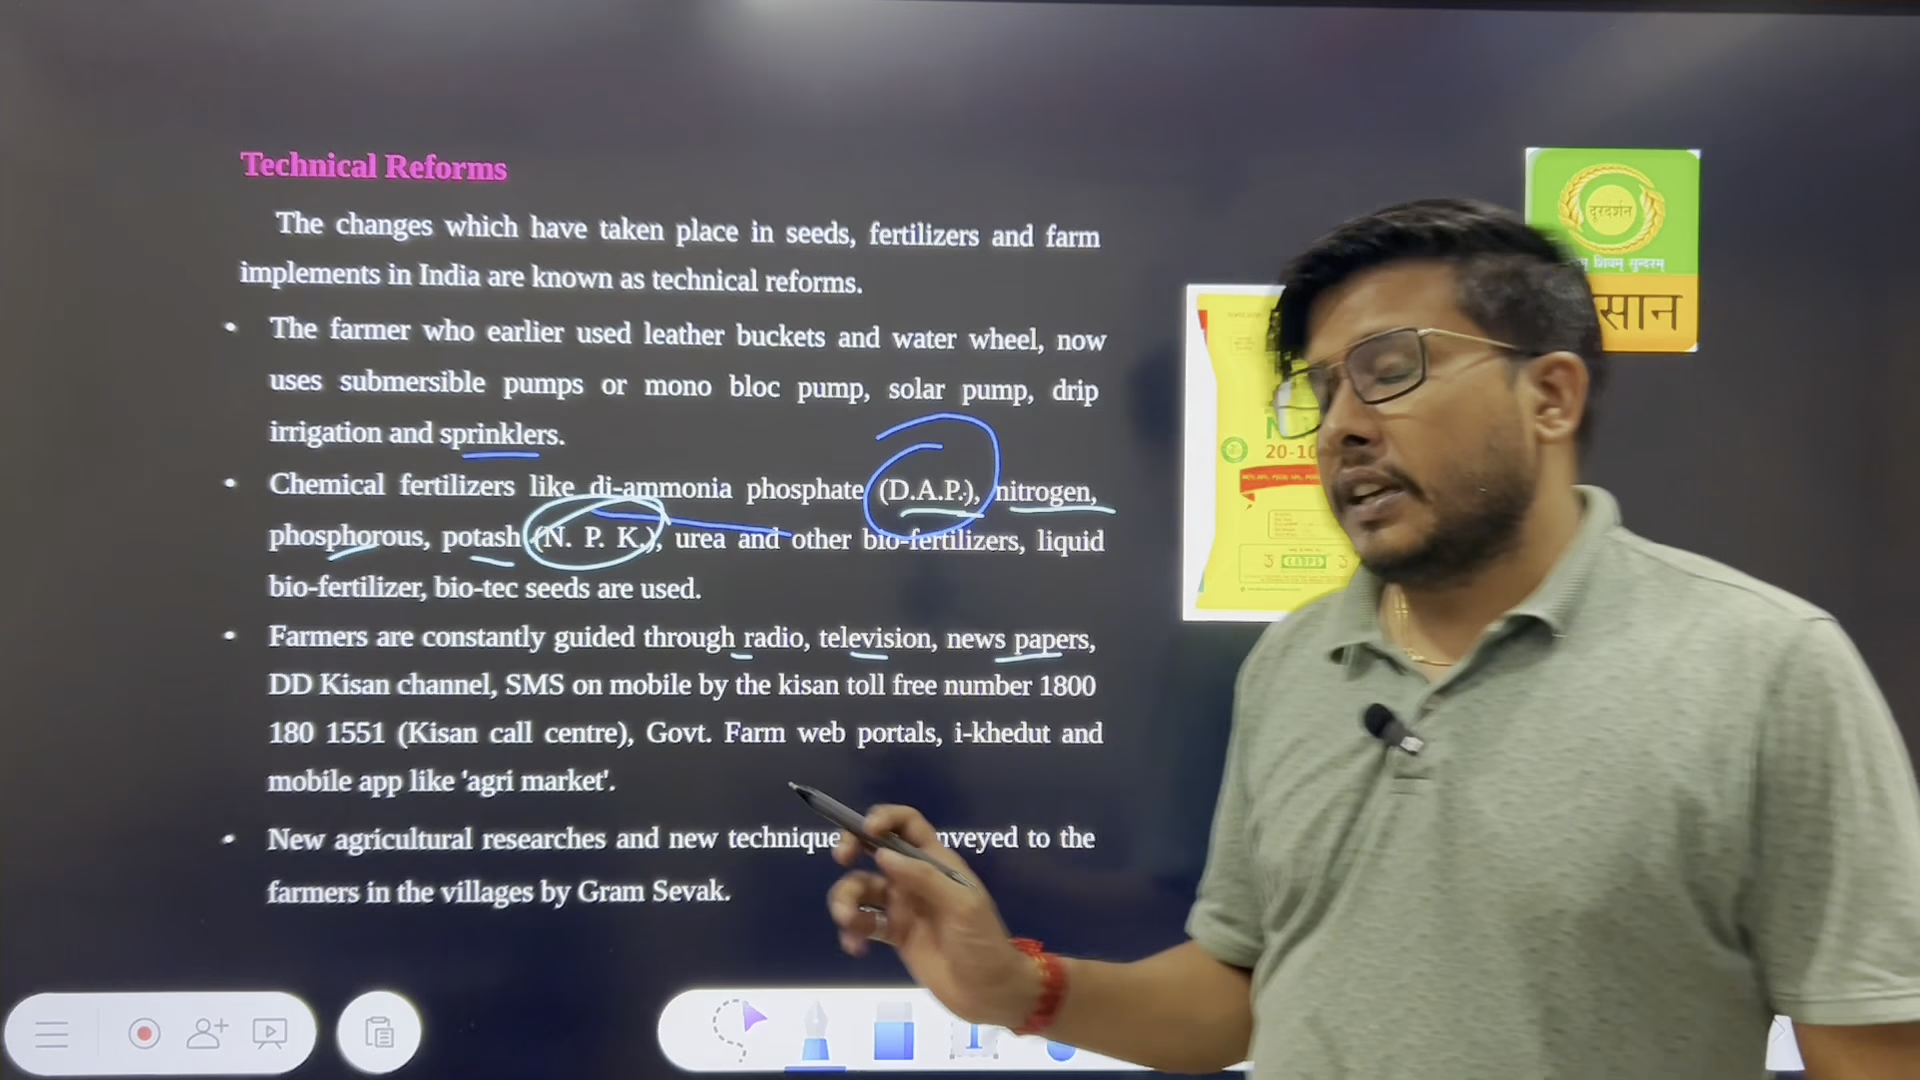 Technical Reforms
The changes which have taken place in seeds, fertilizers and farm
implements in India are known as technical reforms.
• The farmer who earlier used leather buckets and water wheel, now
uses submersible pumps or mono bloc pump, solar pump, drip
irrigation and sprinklers.
• Chemical fertilizers like di-ammonia phosphate (D.A.P.), nitrogen,
phosphorous, potash (N. P. K.), urea and other bio-fertilizers, liquid
bio-fertilizer, bio-tec seeds are used.
• Farmers are constantly guided through radio, television, news papers,
DD Kisan channel, SMS on mobile by the kisan toll free number 1800
180 1551 (Kisan call centre), Govt. Farm web portals, i-khedut and
mobile app like 'agri market'.
• New agricultural researches and new technique nveyed to the
farmers in the villages by Gram Sevak.
दूरदर्शन
शिवम् सुन्दरम्
सान
N
20-10
T